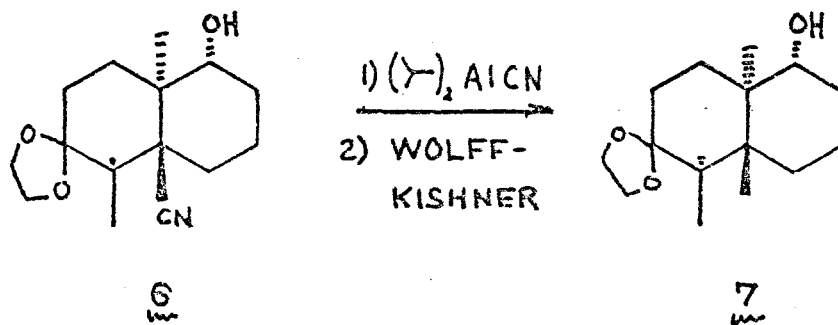 OH
1) (Y)₂ AlCN
2) WOLFF-
KISHNER
O
O
CN
6
OH
O
O
7